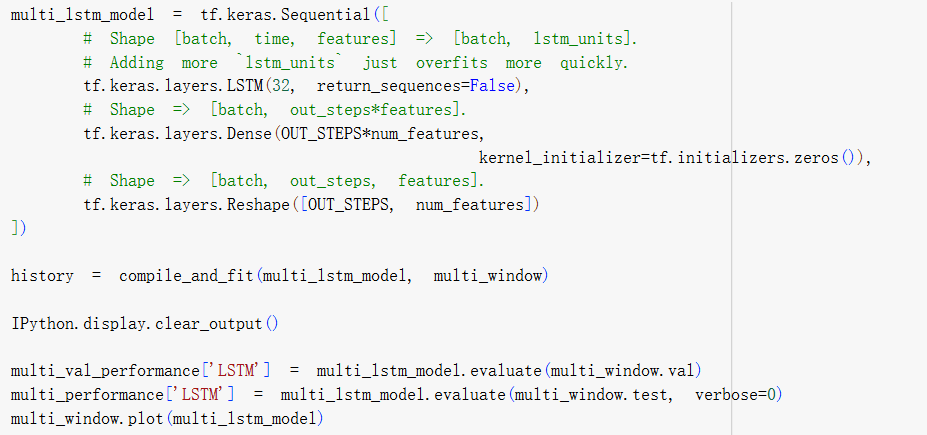 multi_lstm_model = tf.keras.Sequential([
# Shape [batch, time, features] => [batch, lstm_units].
# Adding more `lstm_units` just overfits more quickly.
tf.keras.layers.LSTM(32, return_sequences=False),
# Shape => [batch, out_steps*features].
tf.keras.layers.Dense(OUT_STEPS*num_features,
kernel_initializer=tf.initializers.zeros()),
# Shape => [batch, out_steps, features].
tf.keras.layers.Reshape([OUT_STEPS, num_features])
])
history = compile_and_fit(multi_lstm_model, multi_window)
IPython.display.clear_output()
multi_val_performance['LSTM'] = multi_lstm_model.evaluate(multi_window.val)
multi_performance['LSTM'] = multi_lstm_model.evaluate(multi_window.test, verbose=0)
multi_window.plot(multi_lstm_model)